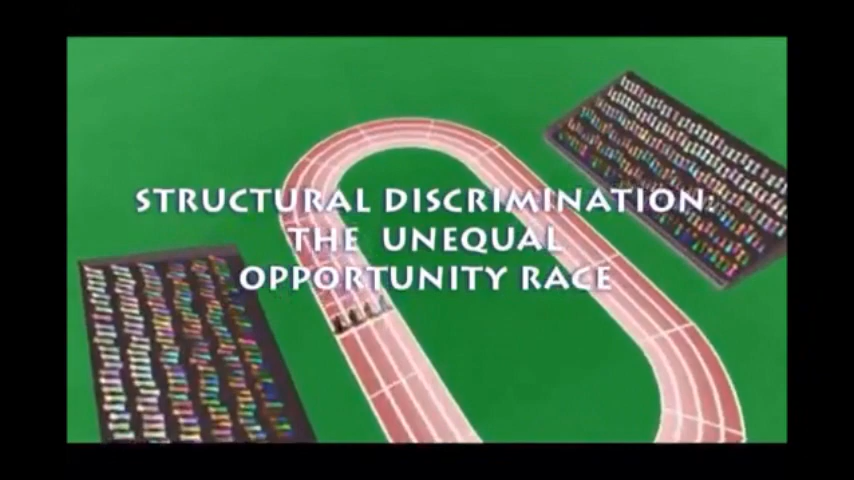 STRUCTURAL DISCRIMINATION:
THE UNEQUAL
OPPORTUNITY RACE